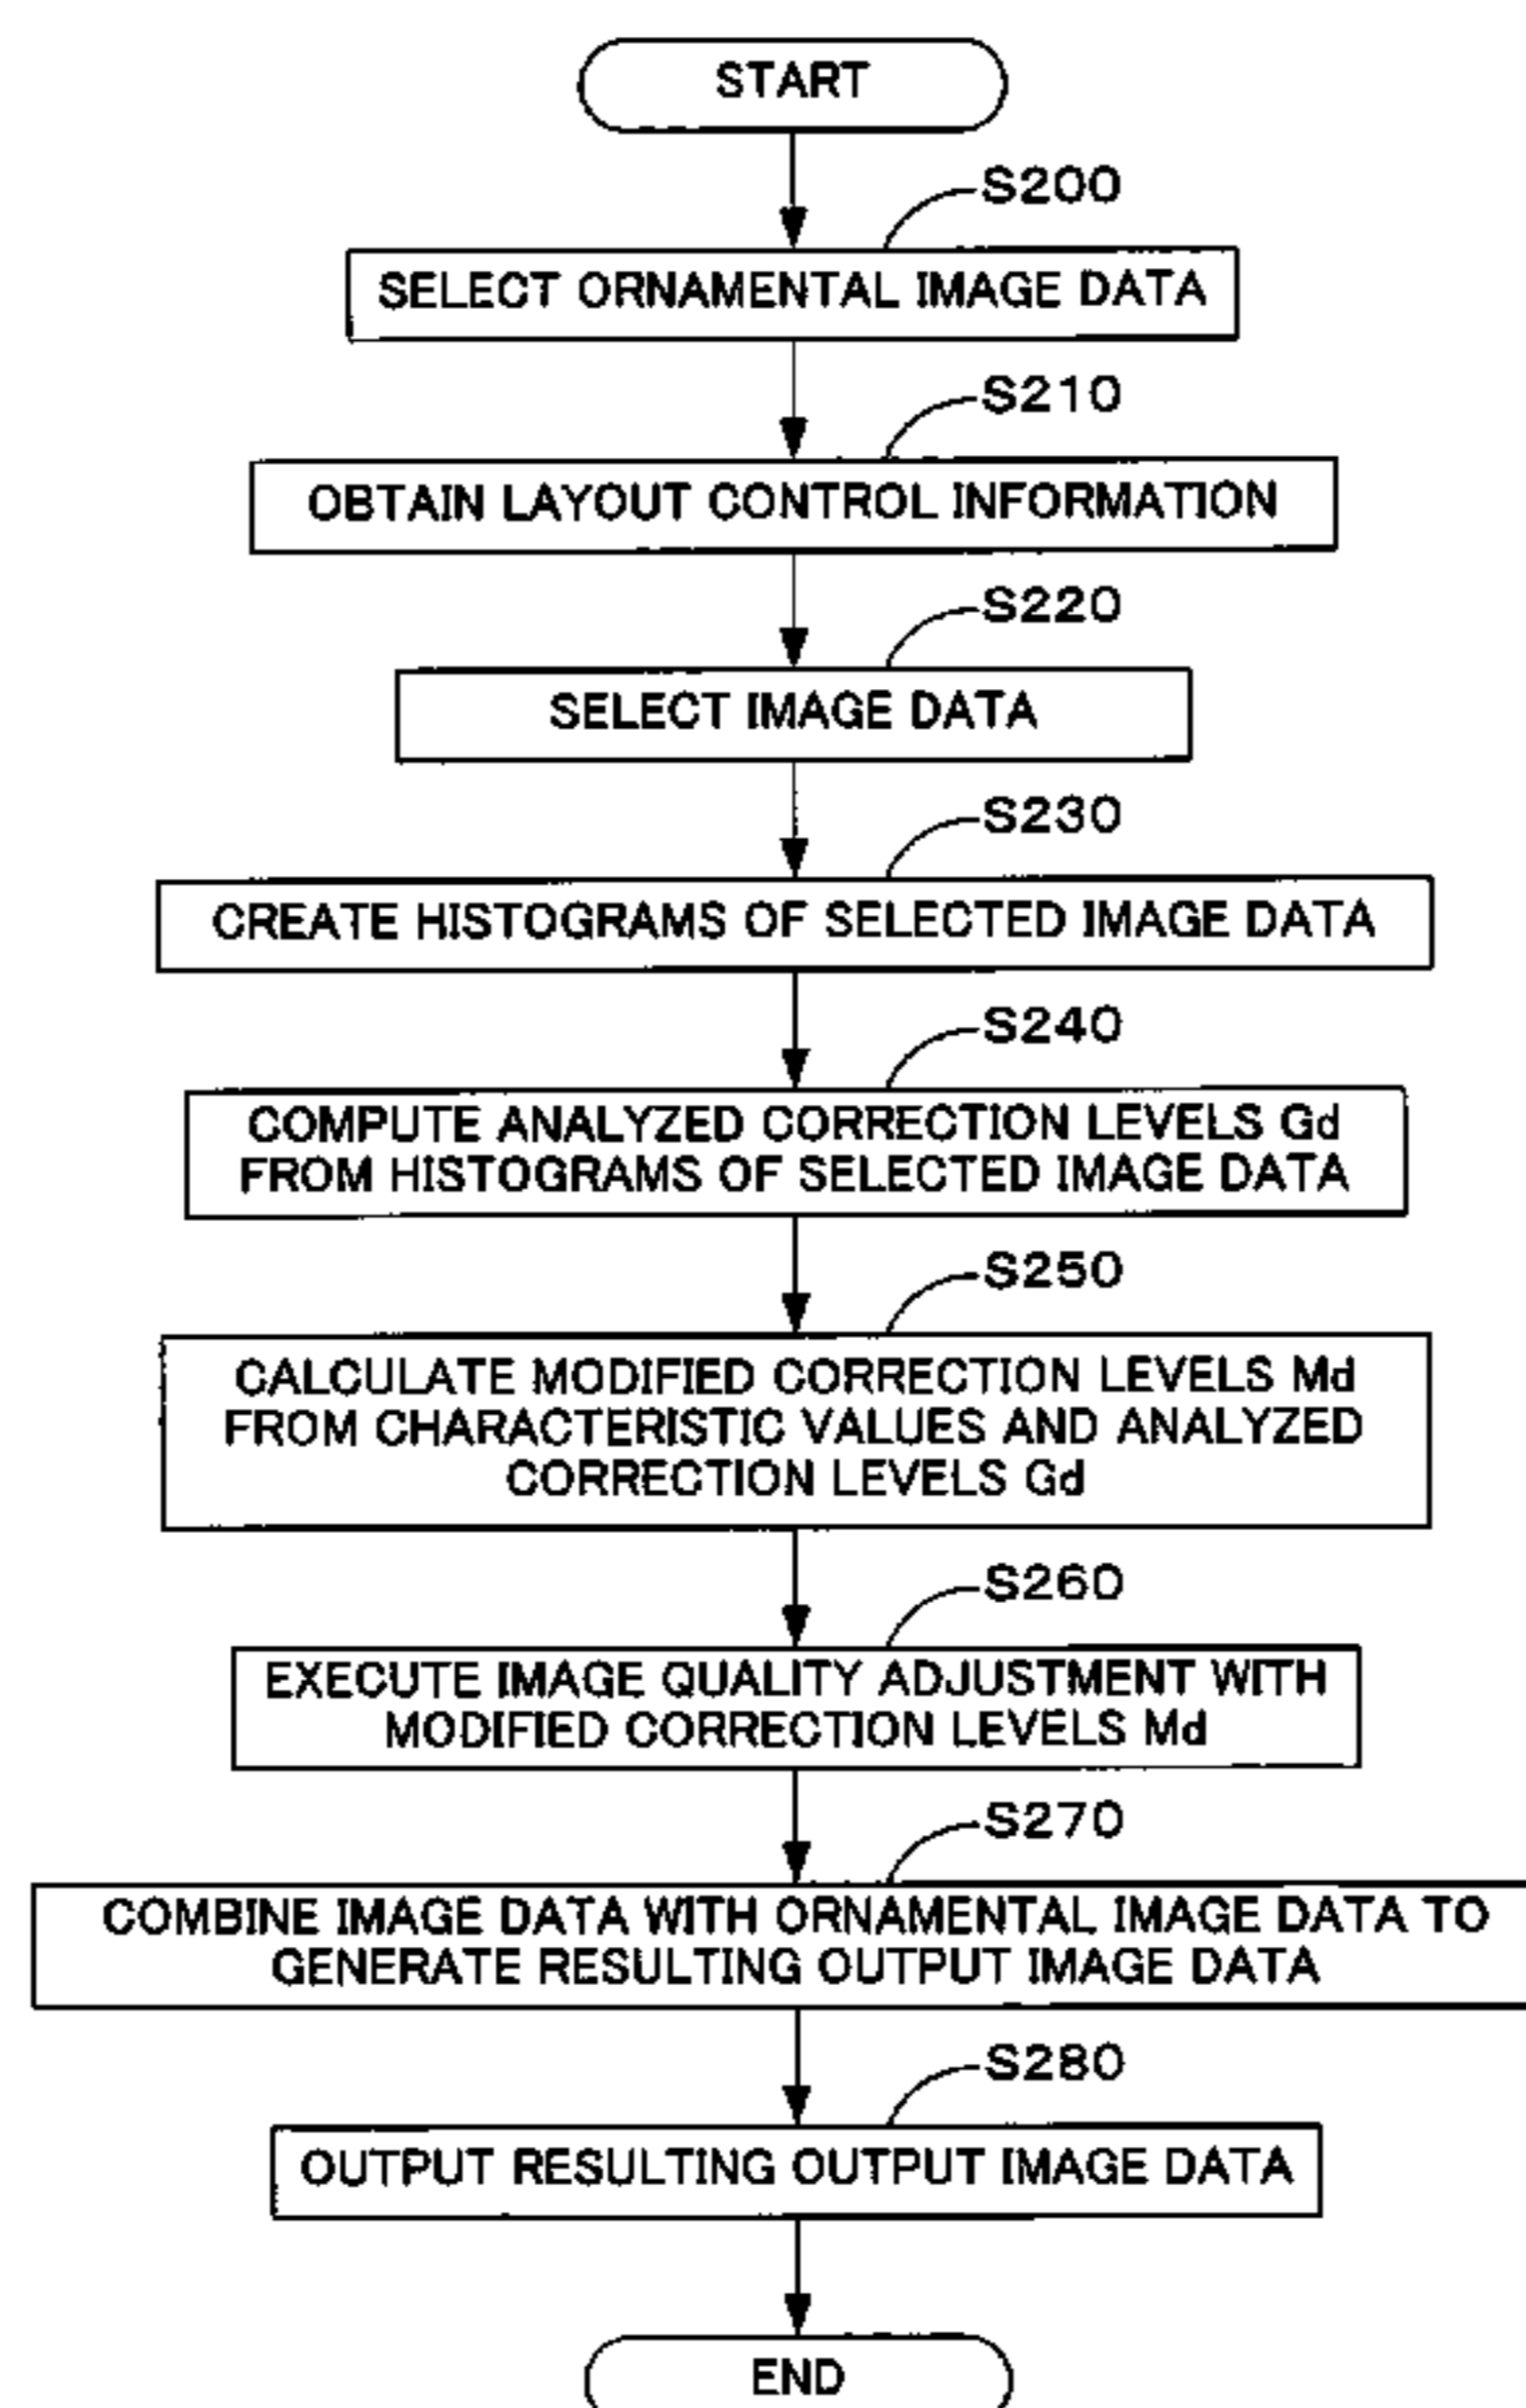 START
S200
SELECT ORNAMENTAL IMAGE DATA
S210
OBTAIN LAYOUT CONTROL INFORMATION
S220
SELECT IMAGE DATA
S230
CREATE HISTOGRAMS OF SELECTED IMAGE DATA
S240
COMPUTE ANALYZED CORRECTION LEVELS Gd
FROM HISTOGRAMS OF SELECTED IMAGE DATA
S250
CALCULATE MODIFIED CORRECTION LEVELS Md
FROM CHARACTERISTIC VALUES AND ANALYZED
CORRECTION LEVELS Gd
S260
EXECUTE IMAGE QUALITY ADJUSTMENT WITH
MODIFIED CORRECTION LEVELS Md
S270
COMBINE IMAGE DATA WITH ORNAMENTAL IMAGE DATA TO
GENERATE RESULTING OUTPUT IMAGE DATA
S280
OUTPUT RESULTING OUTPUT IMAGE DATA
END